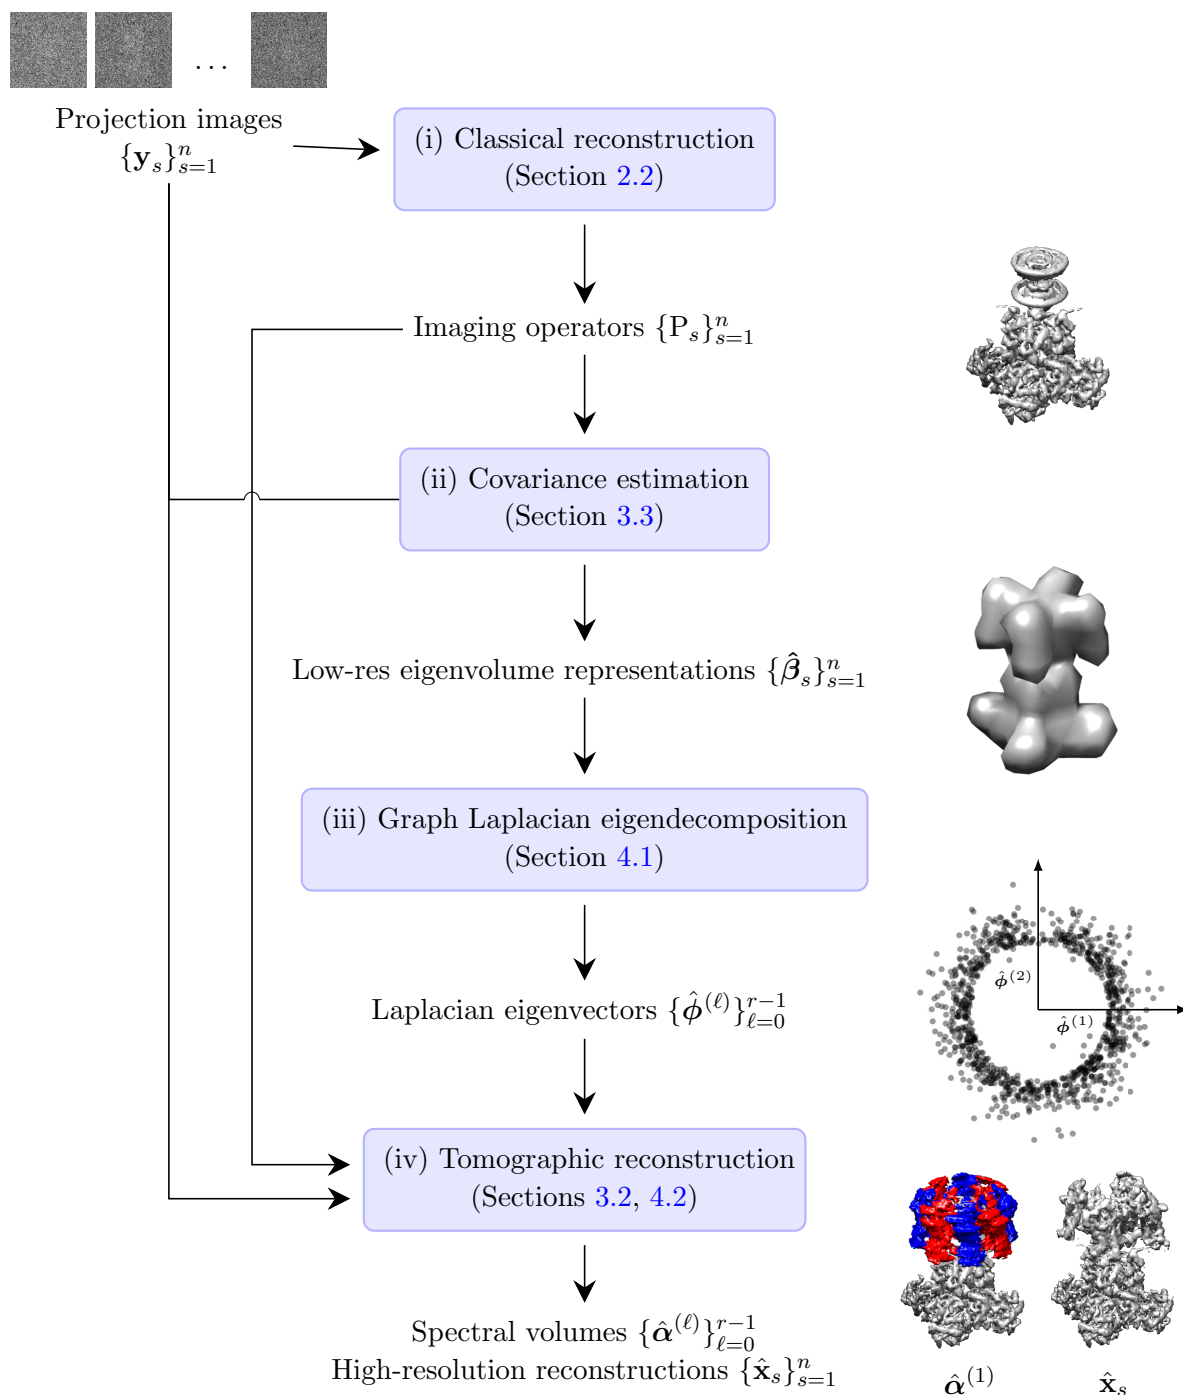 ...
Projection images
{y_s}_{s=1}^n
(i) Classical reconstruction
(Section 2.2)
Imaging operators {P_s}_{s=1}^n
(ii) Covariance estimation
(Section 3.3)
Low-res eigenvolume representations {β̂_s}_{s=1}^n
(iii) Graph Laplacian eigendecomposition
(Section 4.1)
ϕ̂^{(2)}
ϕ̂^{(1)}
Laplacian eigenvectors {ϕ̂^{(ℓ)}}_{ℓ=0}^{r−1}
(iv) Tomographic reconstruction
(Sections 3.2, 4.2)
Spectral volumes {α̂^{(ℓ)}}_{ℓ=0}^{r−1}
High-resolution reconstructions {x̂_s}_{s=1}^n
α̂^{(1)}
x̂_s